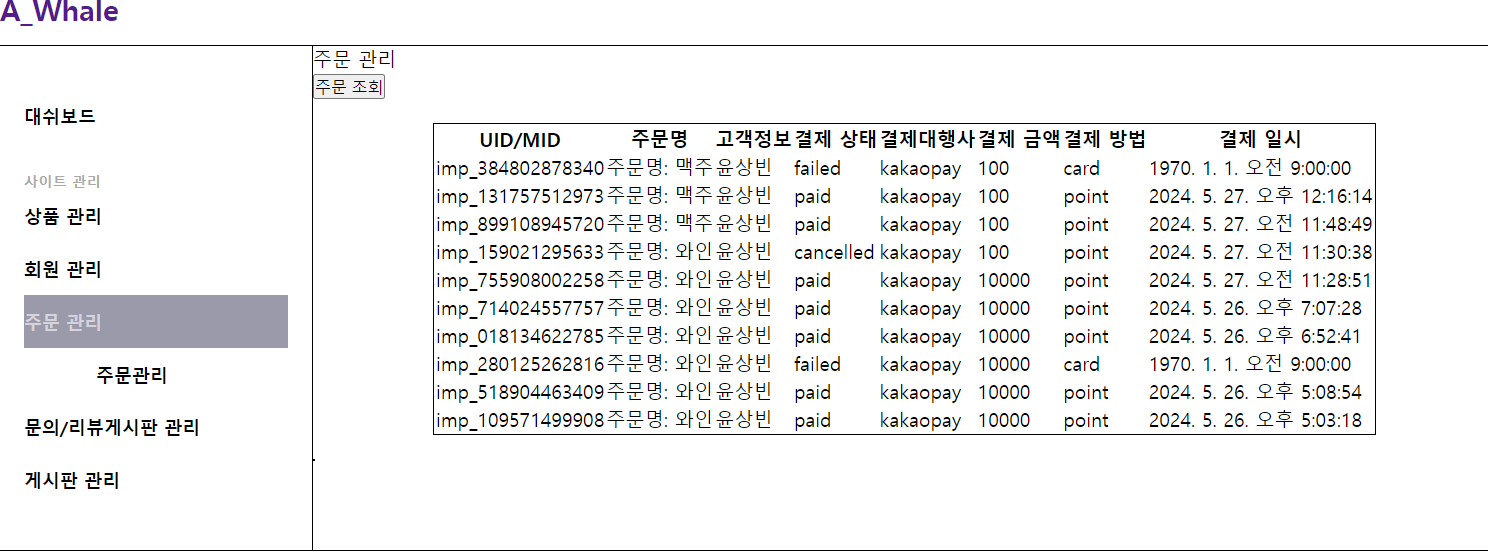 A_Whale
대쉬보드
사이트 관리
상품 관리
회원 관리
주문 관리
주문관리
문의/리뷰게시판 관리
게시판 관리
주문 관리
주문 조회
UID/MID 주문명 고객정보 결제 상태 결제대행사 결제 금액 결제 방법 결제 일시
imp_384802878340 주문명: 맥주 윤상빈 failed kakaopay 100 card 1970. 1. 1. 오전 9:00:00
imp_131757512973 주문명: 맥주 윤상빈 paid kakaopay 100 point 2024. 5. 27. 오후 12:16:14
imp_899108945720 주문명: 맥주 윤상빈 paid kakaopay 100 point 2024. 5. 27. 오전 11:48:49
imp_159021295633 주문명: 와인 윤상빈 cancelled kakaopay 100 point 2024. 5. 27. 오전 11:30:38
imp_755908002258 주문명: 와인 윤상빈 paid kakaopay 10000 point 2024. 5. 27. 오전 11:28:51
imp_714024557757 주문명: 와인 윤상빈 paid kakaopay 10000 point 2024. 5. 26. 오후 7:07:28
imp_018134622785 주문명: 와인 윤상빈 paid kakaopay 10000 point 2024. 5. 26. 오후 6:52:41
imp_280125262816 주문명: 와인 윤상빈 failed kakaopay 10000 card 1970. 1. 1. 오전 9:00:00
imp_518904463409 주문명: 와인 윤상빈 paid kakaopay 10000 point 2024. 5. 26. 오후 5:08:54
imp_109571499908 주문명: 와인 윤상빈 paid kakaopay 10000 point 2024. 5. 26. 오후 5:03:18